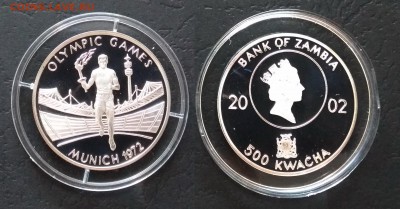 OLYMPIC GAMES
MUNICH 1972
BANK OF ZAMBIA
20 02
500 KWACHA